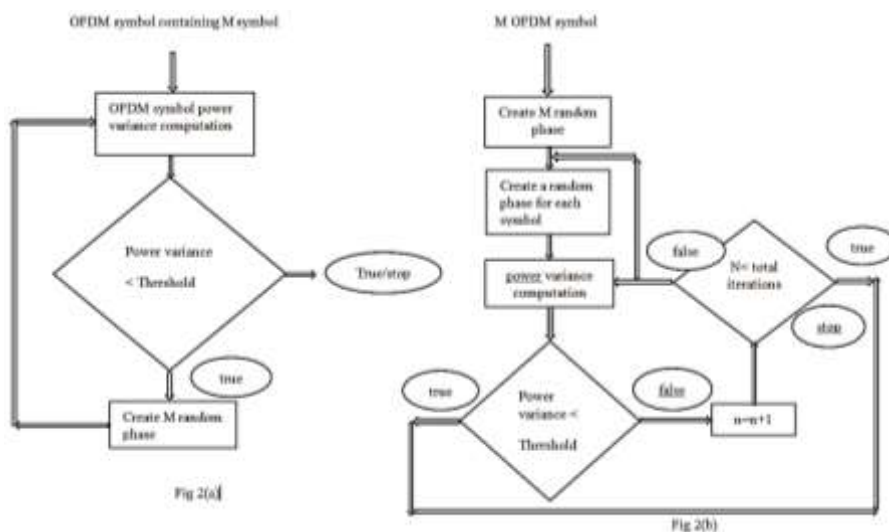 OFDM symbol containing M symbol
OFDM symbol power
variance computation
Power variance
< Threshold
True/stop
true
Create M random
phase
Fig 2(a)
M OFDM symbol
Create M random
phase
Create a random
phase for each
symbol
power variance
computation
false
N= total
iterations
true
stop
true
Power
variance <
Threshold
false
n=n+1
Fig 2(b)